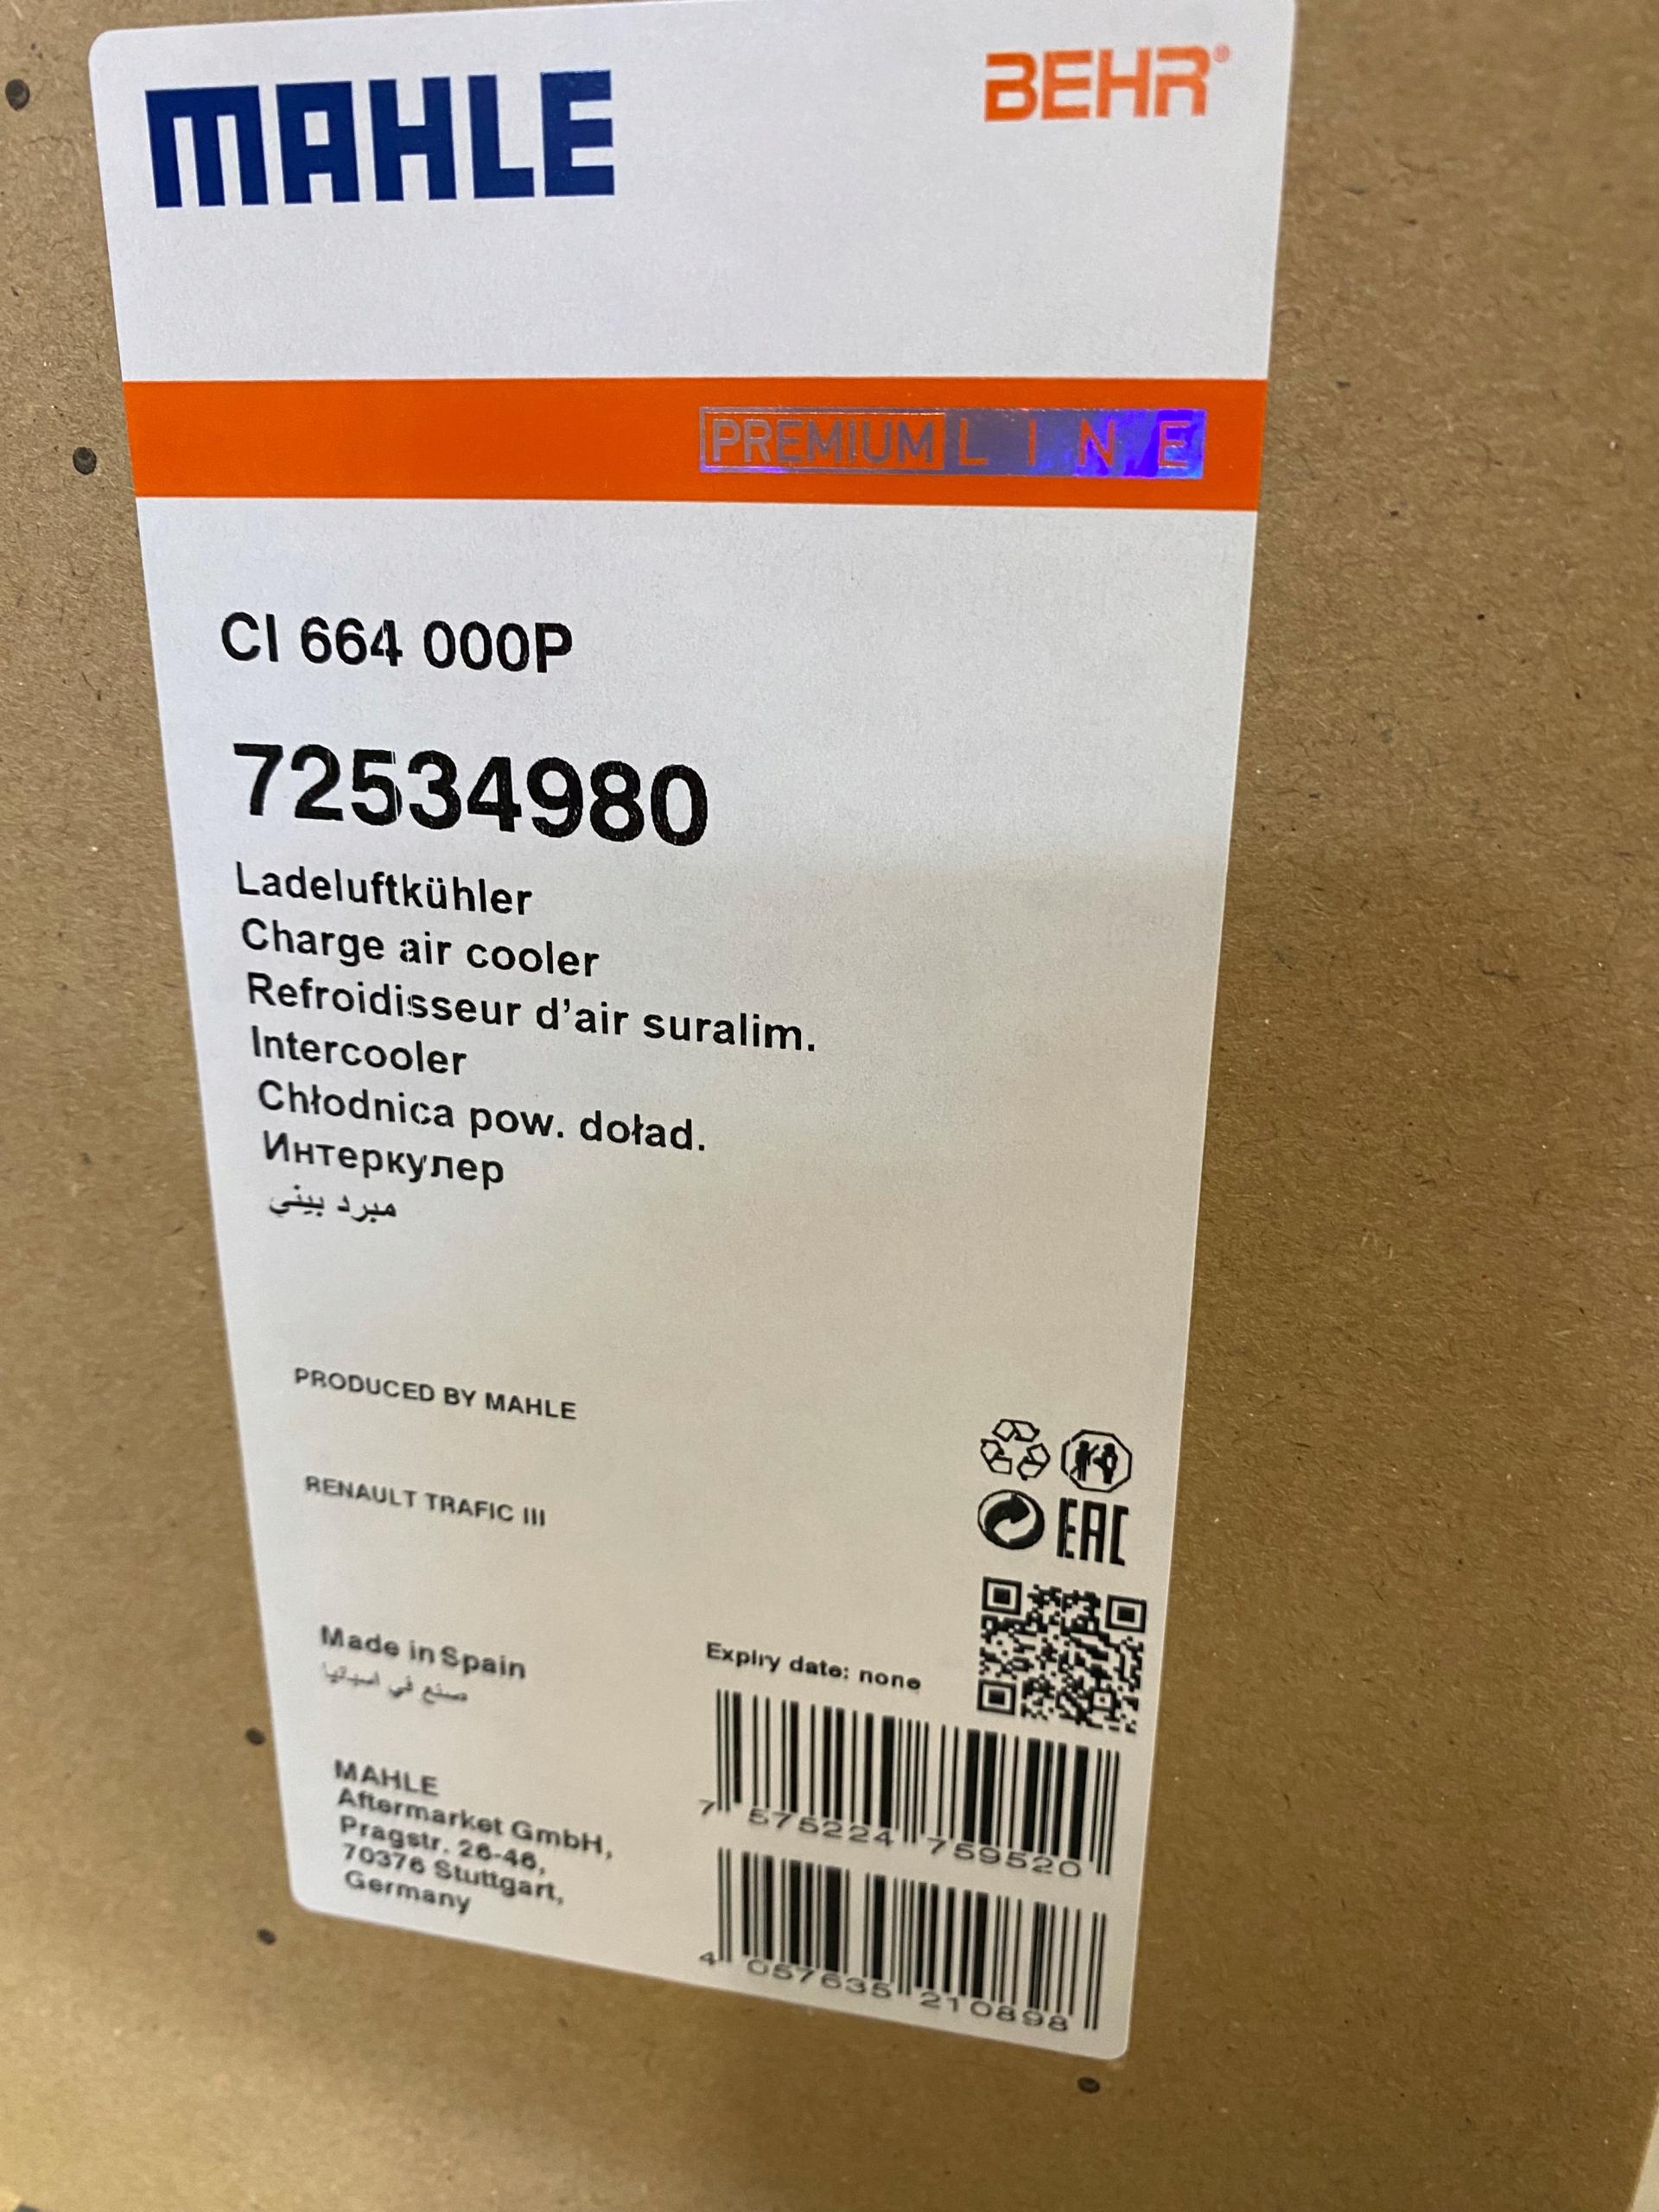 MAHLE
BEHR®
PREMIUM LINE
CI 664 000P
72534980
Ladeluftkühler
Charge air cooler
Refroidisseur d'air suralim.
Intercooler
Chłodnica pow. doład.
Интеркулер
مبرد بيني
PRODUCED BY MAHLE
RENAULT TRAFIC III
EAC
Made in Spain
صنع في اسبانيا
Expiry date: none
MAHLE
Aftermarket GmbH,
Pragstr. 26-46,
70376 Stuttgart,
Germany
7 575224 759520
4 057635 210898